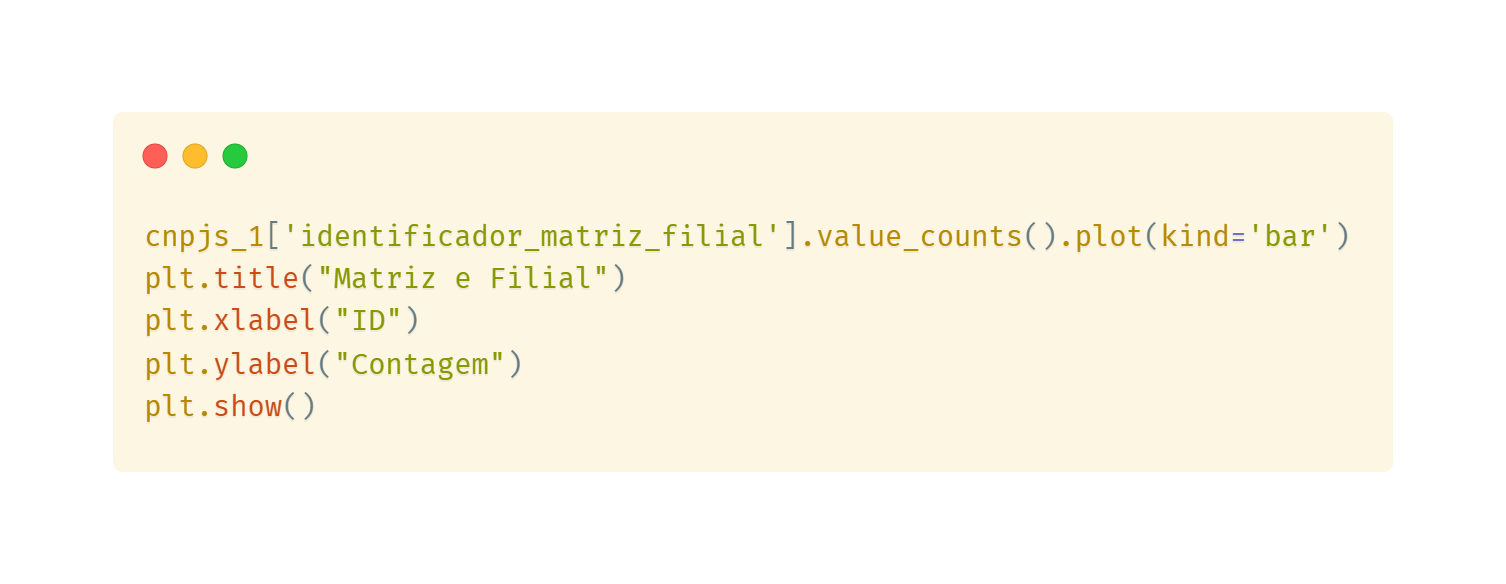 cnpjs_1['identificador_matriz_filial'].value_counts().plot(kind='bar')
plt.title("Matriz e Filial")
plt.xlabel("ID")
plt.ylabel("Contagem")
plt.show()